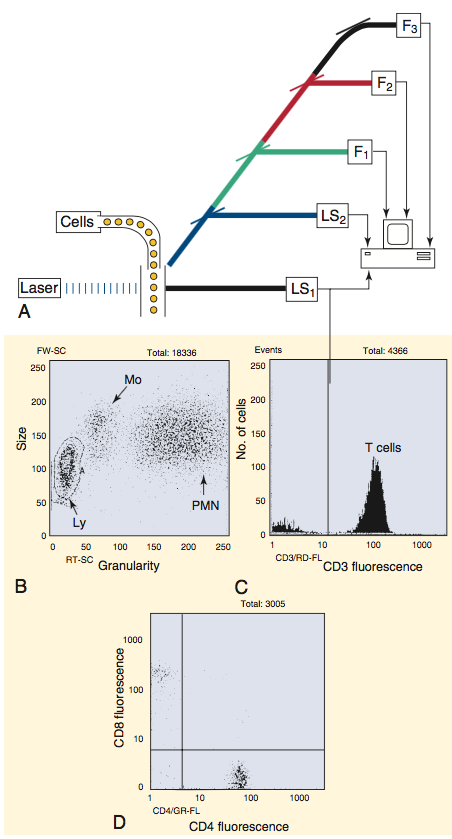 F3
F2
F1
Cells
LS2
Laser
LS1
A
FW-SC
Total: 18336
250
200
150
100
50
0
Size
Mo
A
Ly
PMN
0
50
100
150
200
250
RT-SC
Granularity
B
Events
Total: 4366
250
200
150
100
50
0
No. of cells
T cells
1
10
100
1000
CD3/RD-FL
CD3 fluorescence
C
Total: 3005
1000
100
10
0
CD8 fluorescence
1
10
100
1000
CD4/GR-FL
CD4 fluorescence
D